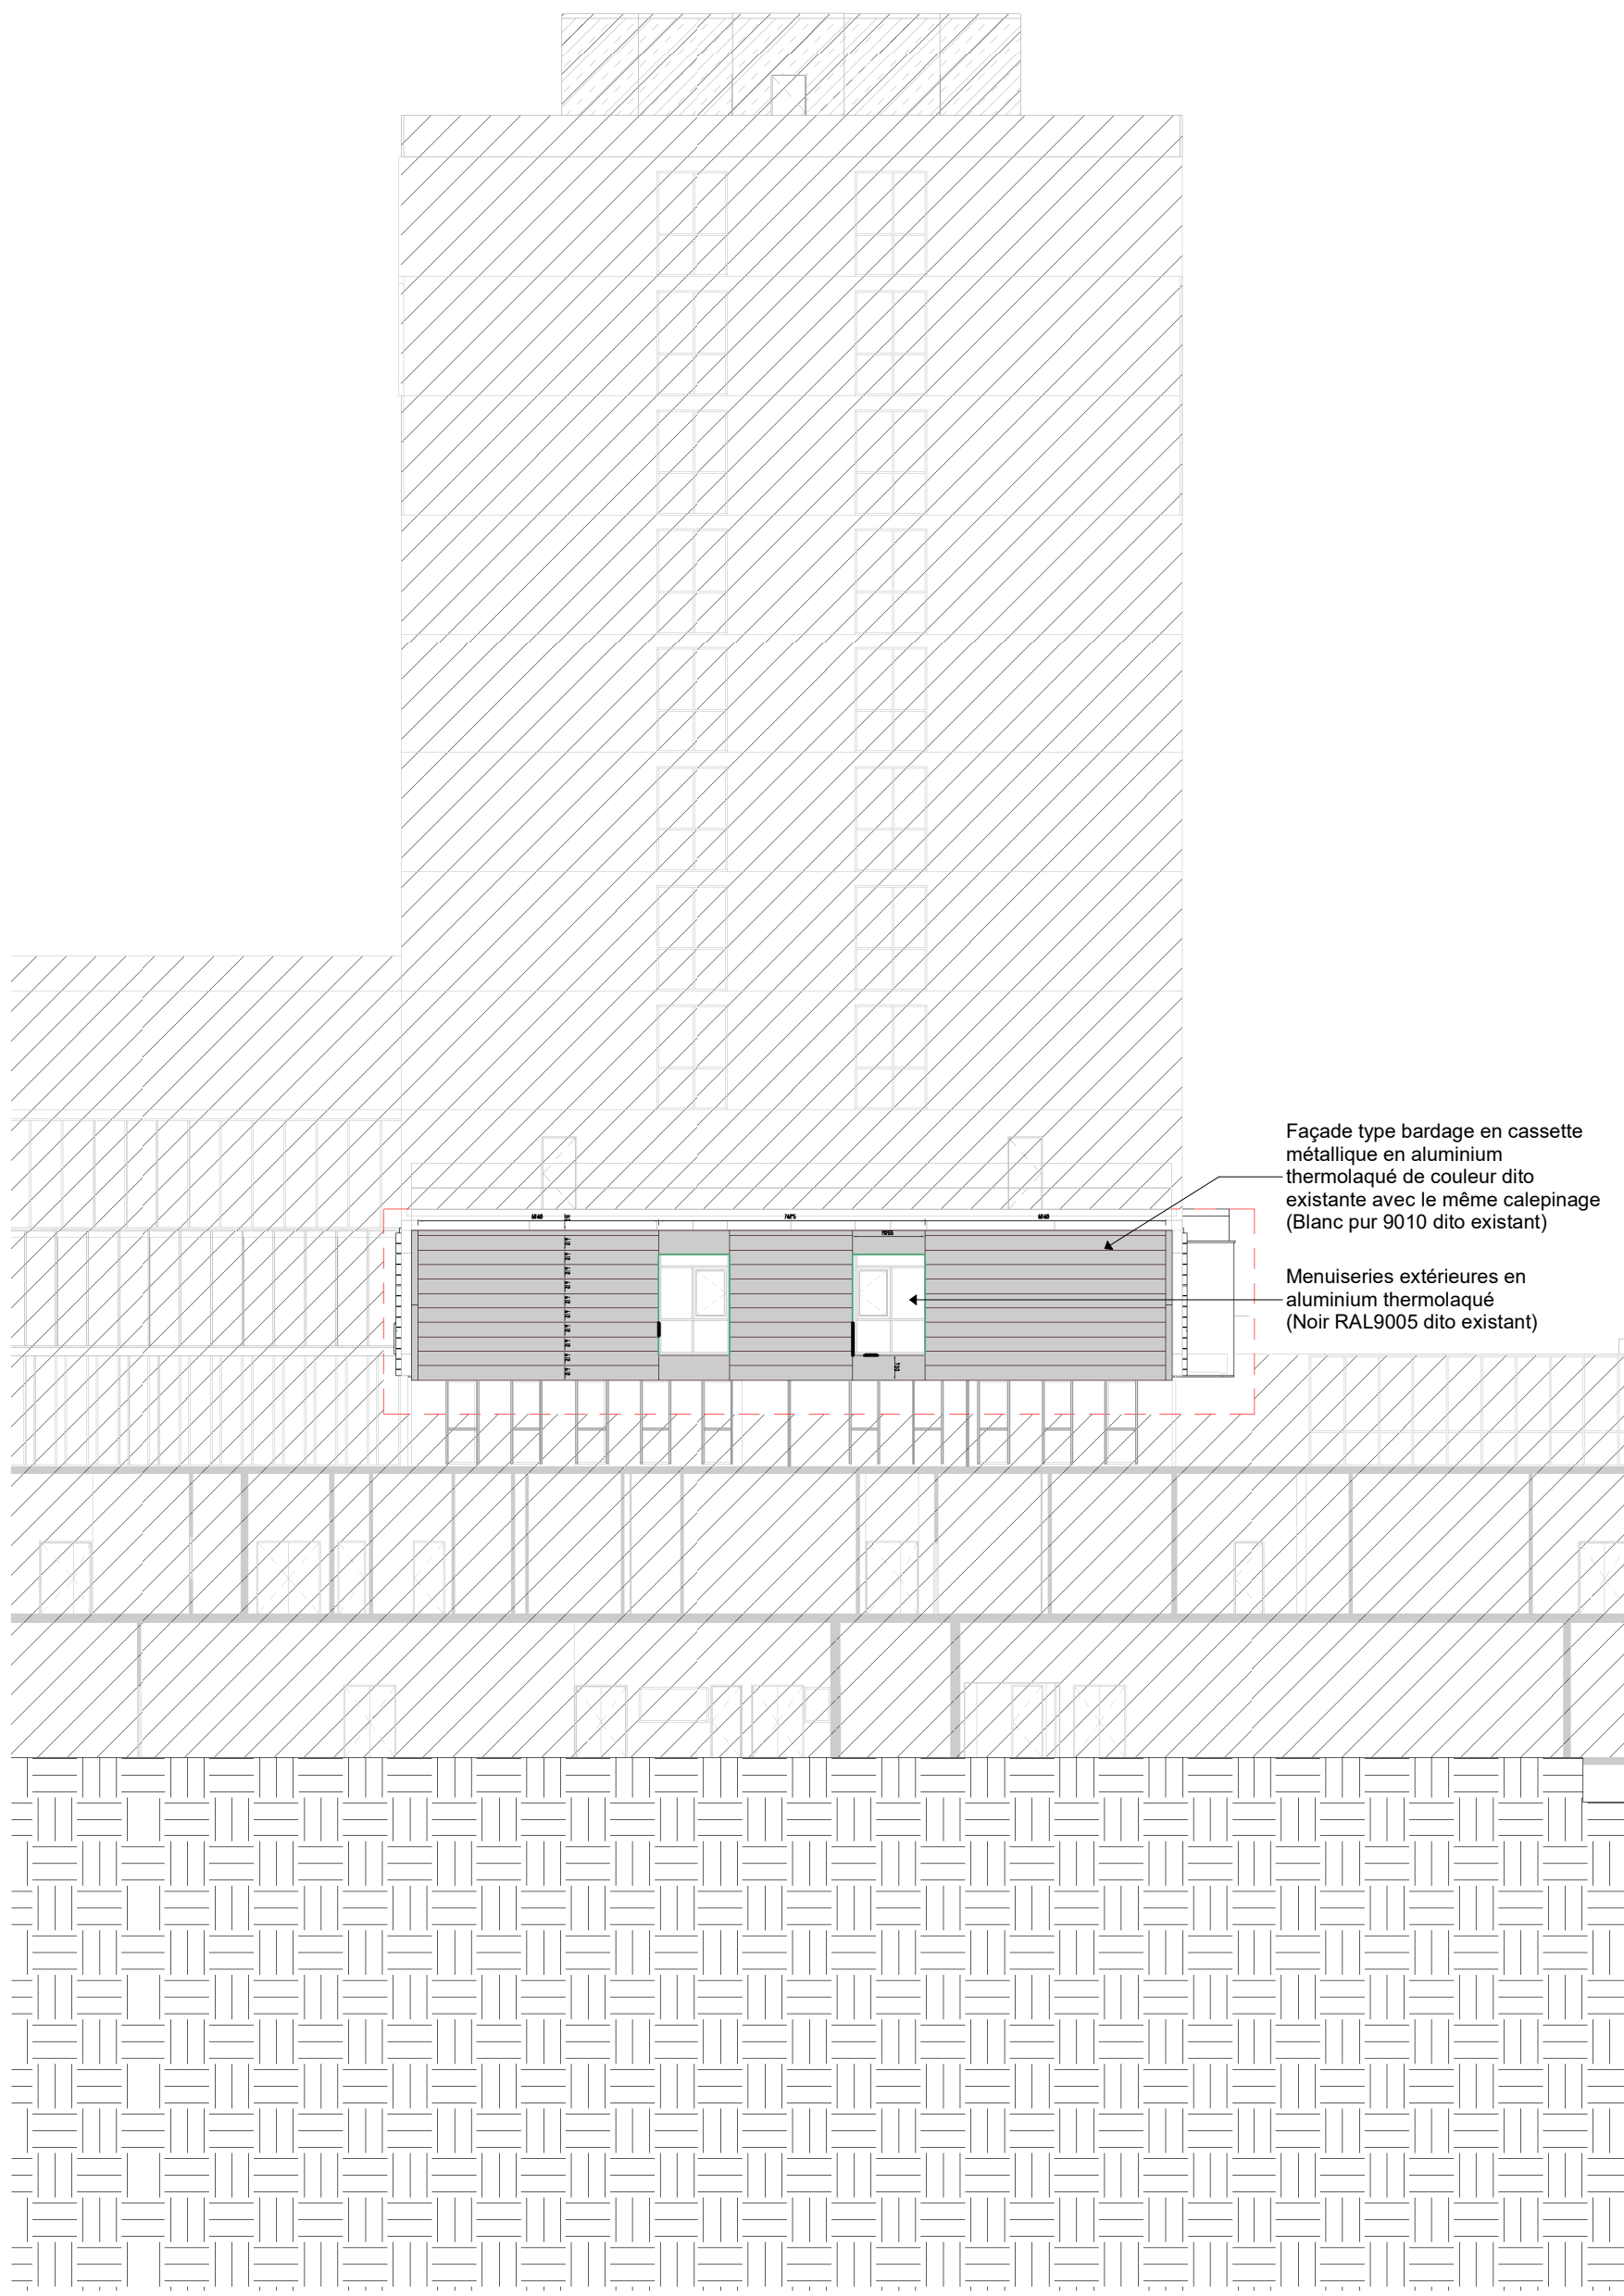 Façade type bardage en cassette
métallique en aluminium
thermolaqué de couleur dito
existante avec le même calepinage
(Blanc pur 9010 dito existant)
Menuiseries extérieures en
aluminium thermolaqué
(Noir RAL9005 dito existant)